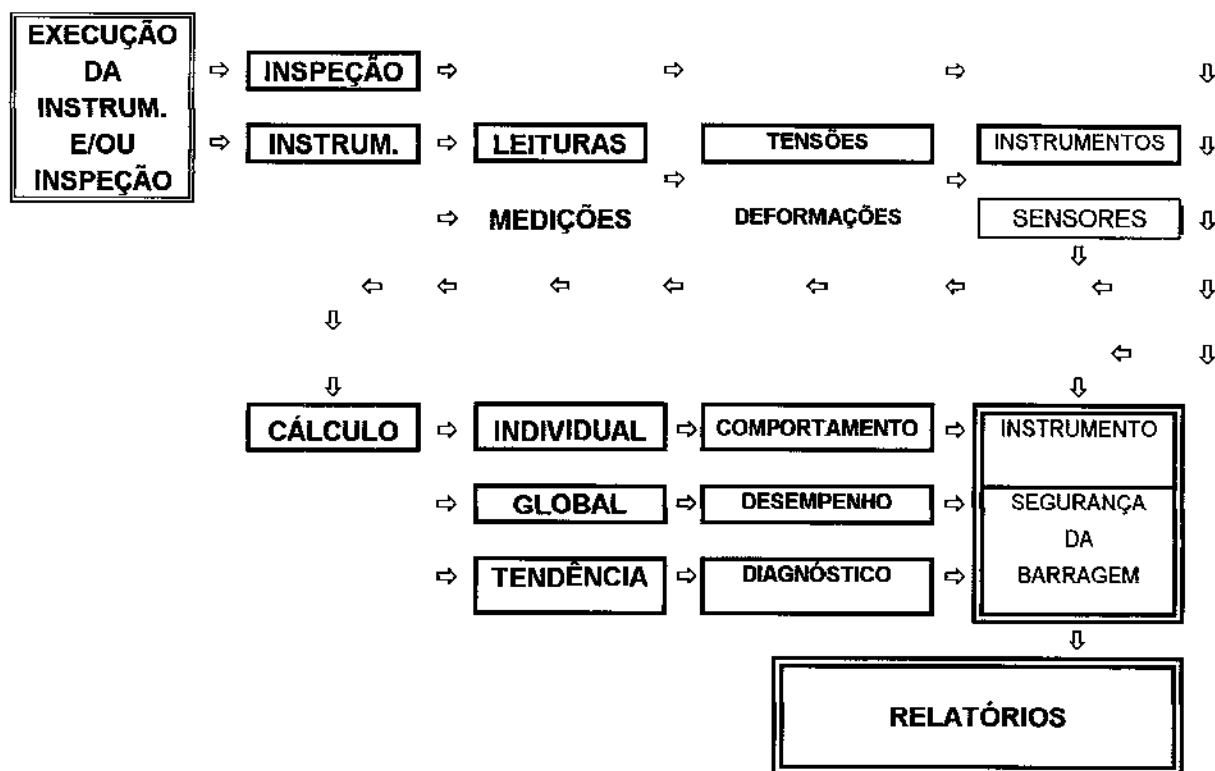 EXECUÇÃO
DA
INSTRUM.
E/OU
INSPEÇÃO
⇨ INSPEÇÃO ⇨ ⇨ ⇨ ⇩
⇨ INSTRUM. ⇨ LEITURAS TENSÕES INSTRUMENTOS ⇩
⇨ ⇨
⇨ MEDIÇÕES DEFORMAÇÕES SENSORES ⇩
⇩
⇦ ⇦ ⇦ ⇦ ⇦ ⇦ ⇦ ⇩
⇩
⇦ ⇩
⇩ ⇩
CÁLCULO ⇨ INDIVIDUAL ⇨ COMPORTAMENTO ⇨ INSTRUMENTO
⇨ GLOBAL ⇨ DESEMPENHO ⇨ SEGURANÇA
DA
⇨ TENDÊNCIA ⇨ DIAGNÓSTICO ⇨ BARRAGEM
⇩
RELATÓRIOS